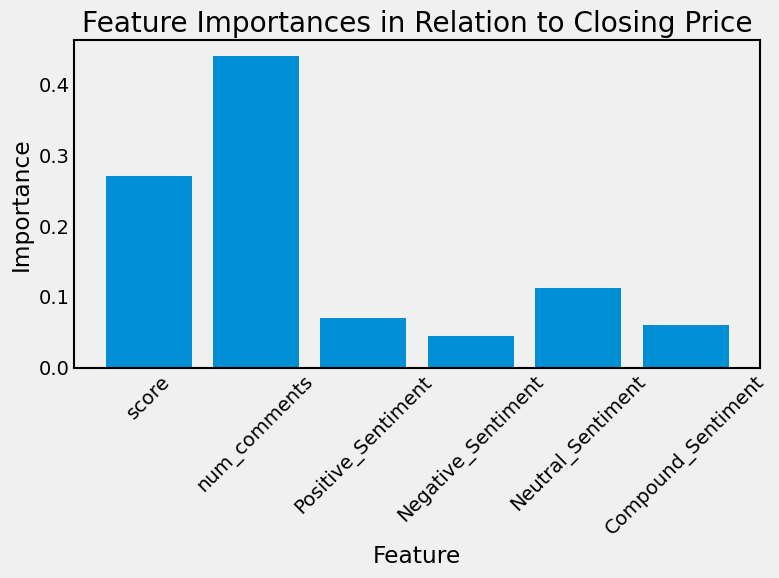 Feature Importances in Relation to Closing Price
Importance
0.4
0.3
0.2
0.1
0.0
score
num_comments
Positive_Sentiment
Negative_Sentiment
Neutral_Sentiment
Compound_Sentiment
Feature